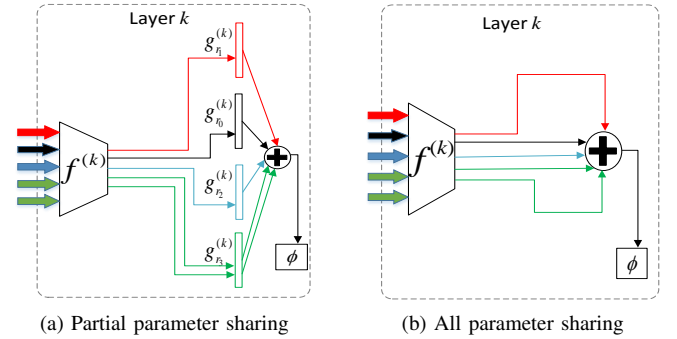 Layer k
g_{r_1}^{(k)}
g_{r_0}^{(k)}
f^{(k)}
g_{r_2}^{(k)}
g_{r_3}^{(k)}
ϕ
(a) Partial parameter sharing
Layer k
f^{(k)}
ϕ
(b) All parameter sharing